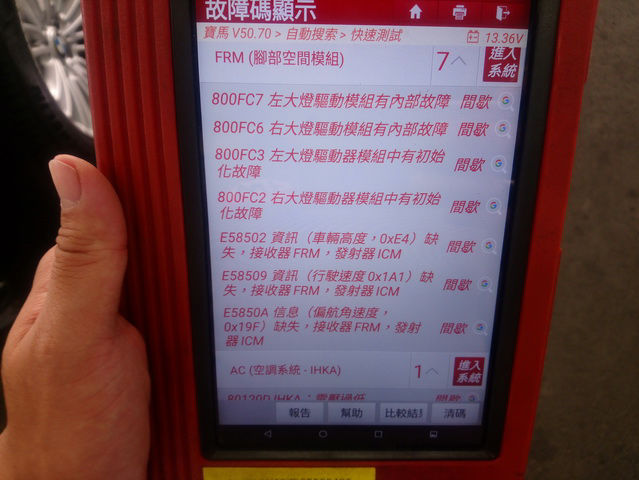 故障碼顯示
寶馬 V50.70 > 自動搜索 > 快速測試
13.36V
FRM (腳部空間模組)
7
進入
系統
800FC7 左大燈驅動模組有內部故障 間歇
800FC6 右大燈驅動模組有內部故障 間歇
800FC3 左大燈驅動器模組中有初始
化故障 間歇
800FC2 右大燈驅動器模組中有初始
化故障 間歇
E58502 資訊（車輛高度，0xE4）缺
失，接收器 FRM，發射器 ICM 間歇
E58509 資訊（行駛速度 0x1A1）缺
失，接收器 FRM，發射器 ICM 間歇
E5850A 信息（偏航角速度，
0x19F）缺失，接收器 FRM，發射
器 ICM 間歇
AC (空調系統 - IHKA)
1
進入
系統
80120D IHKA：電壓過低 間歇
報告
幫助
比較結果
清碼